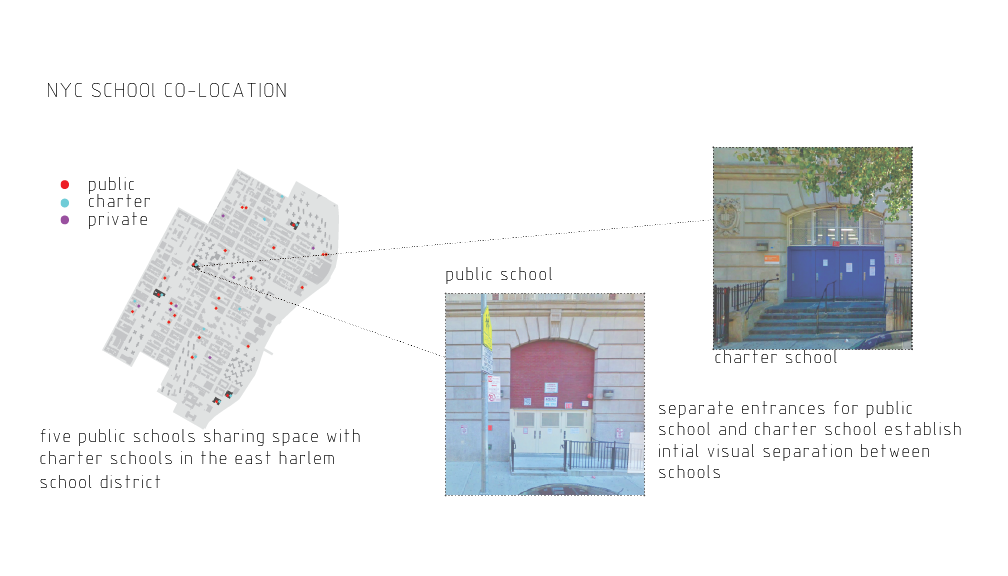 NYC SCHOOl CO-LOCATION
public
charter
private
public school
charter school
five public schools sharing space with
charter schools in the east harlem
school district
separate entrances for public
school and charter school establish
intial visual separation between
schools